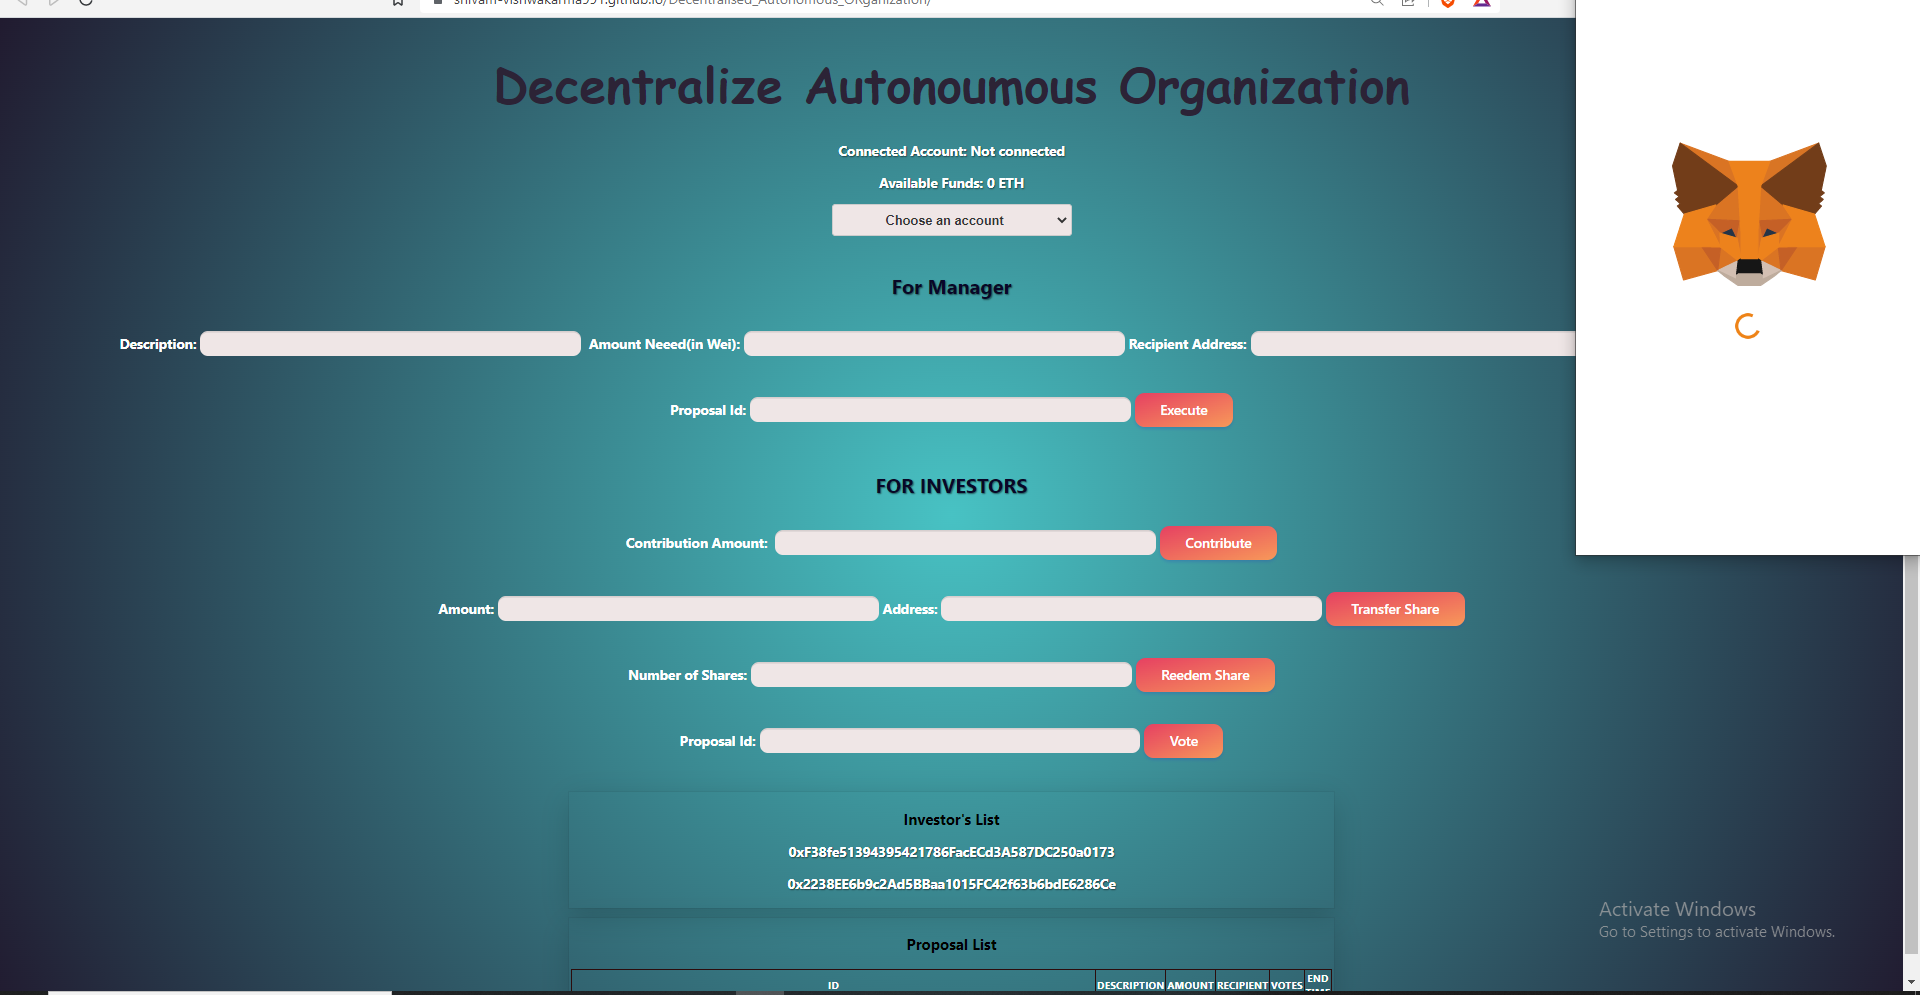 shivam-vishwakarma991.github.io/Decentralised_Autonomous_ORganization/
Decentralize Autonoumous Organization
Connected Account: Not connected
Available Funds: 0 ETH
Choose an account
For Manager
Description: Amount Neeed(in Wei): Recipient Address:
Proposal Id: Execute
FOR INVESTORS
Contribution Amount: Contribute
Amount: Address: Transfer Share
Number of Shares: Reedem Share
Proposal Id: Vote
Investor's List
0xF38fe51394395421786FacECd3A587DC250a0173
0x2238EE6b9c2Ad5BBaa1015FC42f63b6bdE6286Ce
Proposal List
ID DESCRIPTION AMOUNT RECIPIENT VOTES END TIME
Activate Windows
Go to Settings to activate Windows.